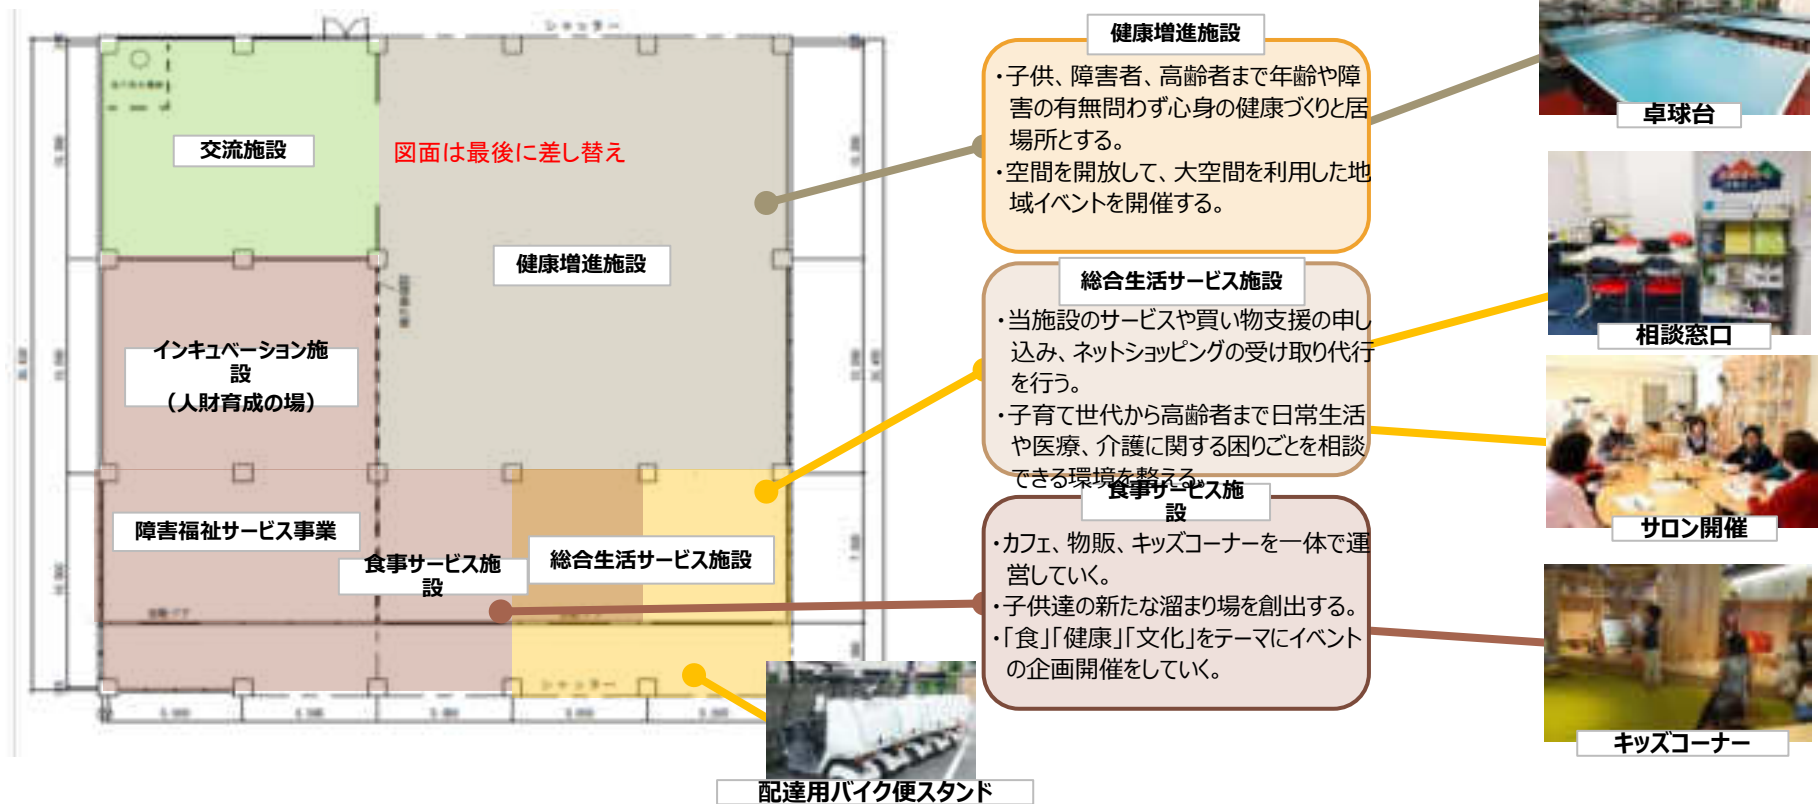 シャッター
交流施設
図面は最後に差し替え
健康増進施設
インキュベーション施
設
（人財育成の場）
障害福祉サービス事業
食事サービス施
設
総合生活サービス施設
シャッター
配達用バイク便スタンド
健康増進施設
・子供、障害者、高齢者まで年齢や障
害の有無問わず心身の健康づくりと居
場所とする。
・空間を開放して、大空間を利用した地
域イベントを開催する。
総合生活サービス施設
・当施設のサービスや買い物支援の申し
込み、ネットショッピングの受け取り代行
を行う。
・子育て世代から高齢者まで日常生活
や医療、介護に関する困りごとを相談
できる環境を整える。
食事サービス施
設
・カフェ、物販、キッズコーナーを一体で運
営していく。
・子供達の新たな溜まり場を創出する。
・「食」「健康」「文化」をテーマにイベント
の企画開催をしていく。
卓球台
相談窓口
サロン開催
キッズコーナー